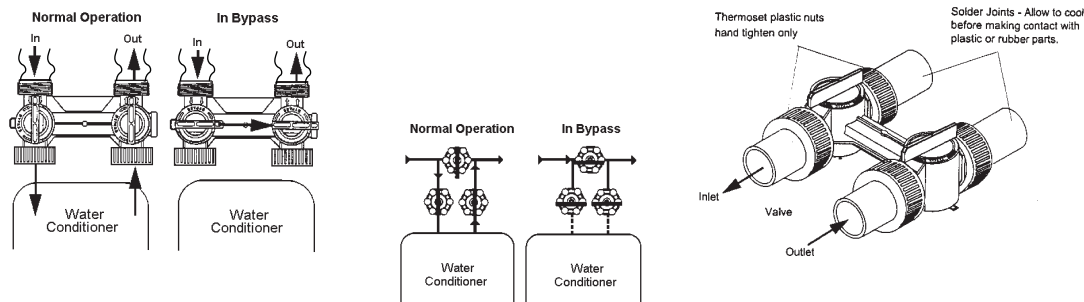 Normal Operation
In
Out
Water
Conditioner
In Bypass
In
Out
Water
Conditioner
Normal Operation
Water
Conditioner
In Bypass
Water
Conditioner
Thermoset plastic nuts
hand tighten only
Solder Joints - Allow to cool
before making contact with
plastic or rubber parts.
Inlet
Valve
Outlet